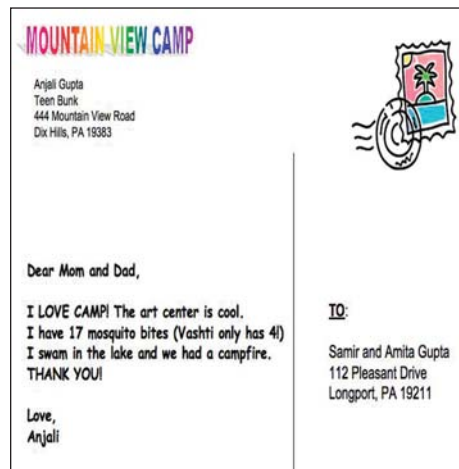 MOUNTAIN VIEW CAMP
Anjali Gupta
Teen Bunk
444 Mountain View Road
Dix Hills, PA 19383
Dear Mom and Dad,
I LOVE CAMP! The art center is cool.
I have 17 mosquito bites (Vashti only has 4!)
I swam in the lake and we had a campfire.
THANK YOU!
Love,
Anjali
TO:
Samir and Amita Gupta
112 Pleasant Drive
Longport, PA 19211